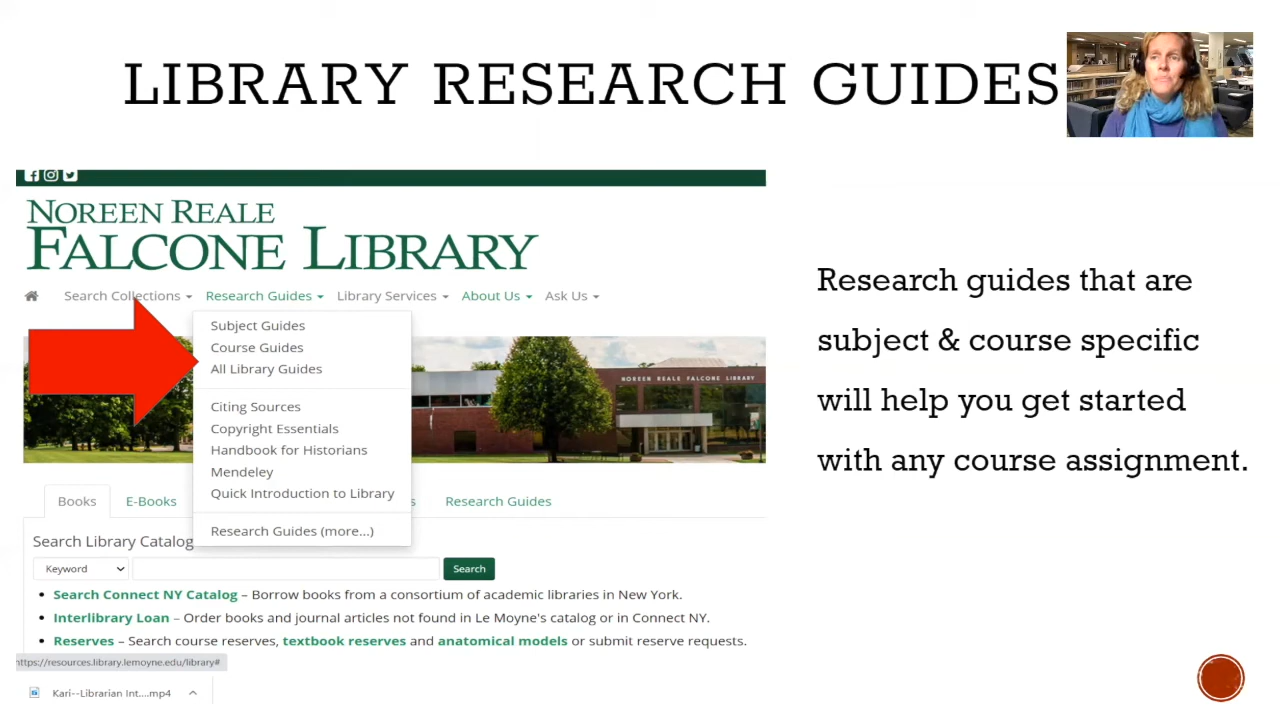 LIBRARY RESEARCH GUIDES
NOREEN REALE
FALCONE LIBRARY
Search Collections
Research Guides
Library Services
About Us
Ask Us
Subject Guides
Course Guides
All Library Guides
Citing Sources
Copyright Essentials
Handbook for Historians
Mendeley
Quick Introduction to Library
Research Guides (more...)
NOREEN REALE FALCONE LIBRARY
Books
E-Books
s
Research Guides
Search Library Catalog
Keyword
Search
Search Connect NY Catalog – Borrow books from a consortium of academic libraries in New York.
Interlibrary Loan – Order books and journal articles not found in Le Moyne's catalog or in Connect NY.
Reserves – Search course reserves, textbook reserves and anatomical models or submit reserve requests.
https://resources.library.lemoyne.edu/library#
Kari--Librarian Int....mp4
Research guides that are
subject & course specific
will help you get started
with any course assignment.